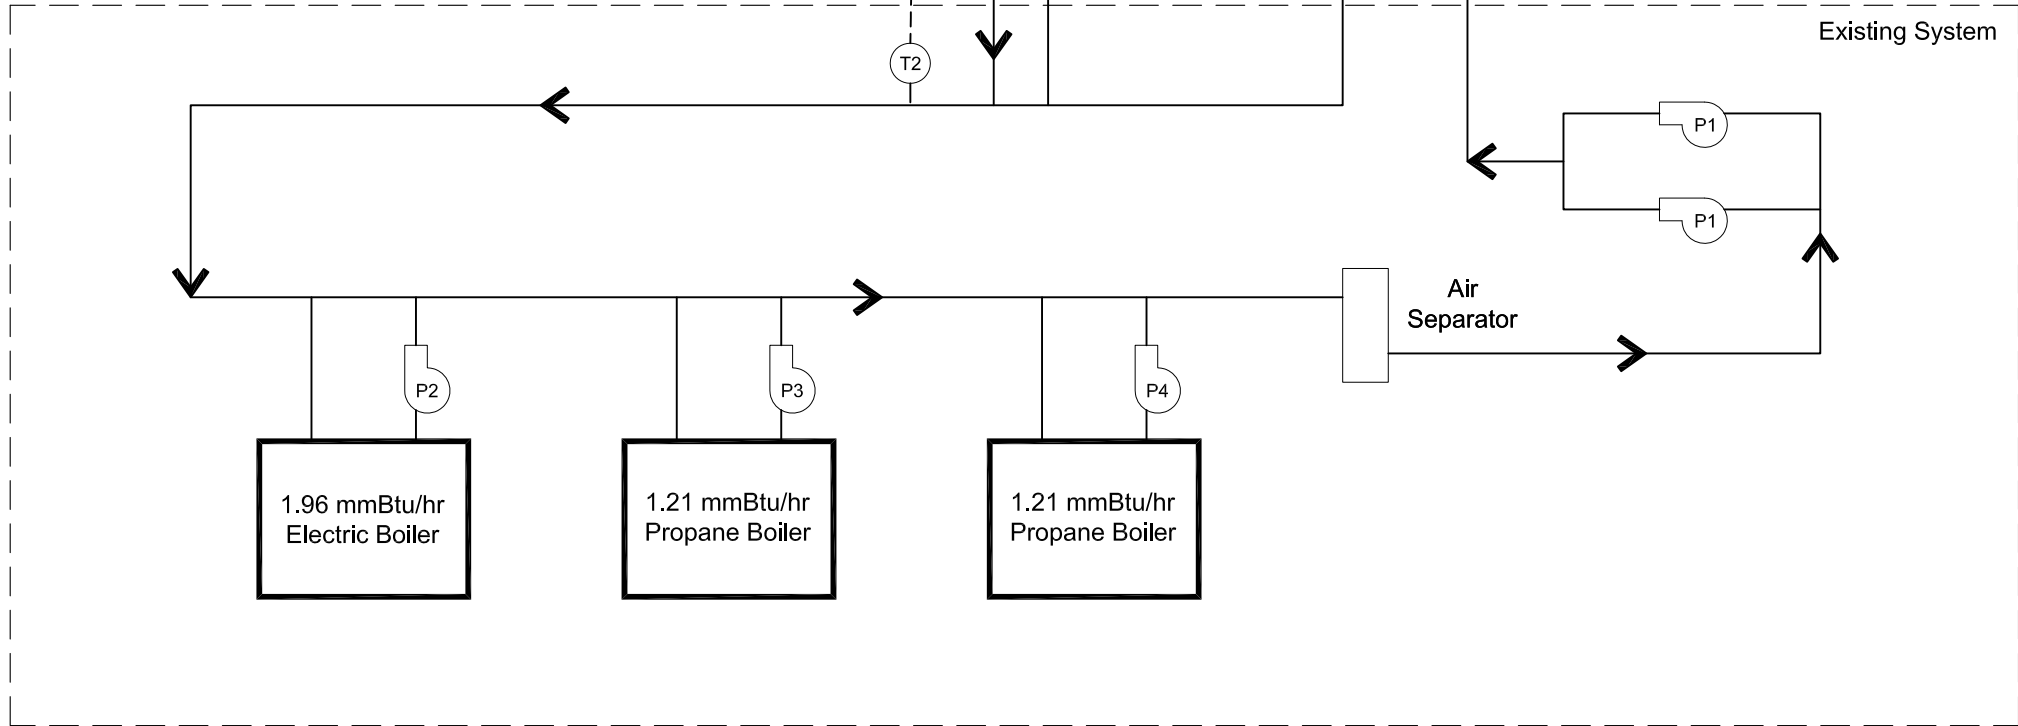 Existing System
T2
P1
P1
Air
Separator
P2
P3
P4
1.96 mmBtu/hr
Electric Boiler
1.21 mmBtu/hr
Propane Boiler
1.21 mmBtu/hr
Propane Boiler